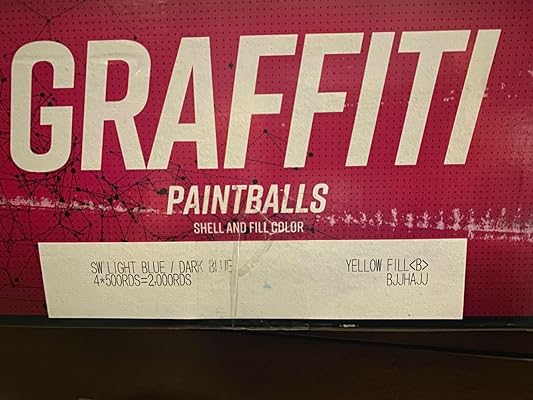 GRAFFITI
PAINTBALLS
SHELL AND FILL COLOR
SW LIGHT BLUE / DARK BLUE YELLOW FILL<B>
4*500RDS=2,000RDS BJJHAJJ